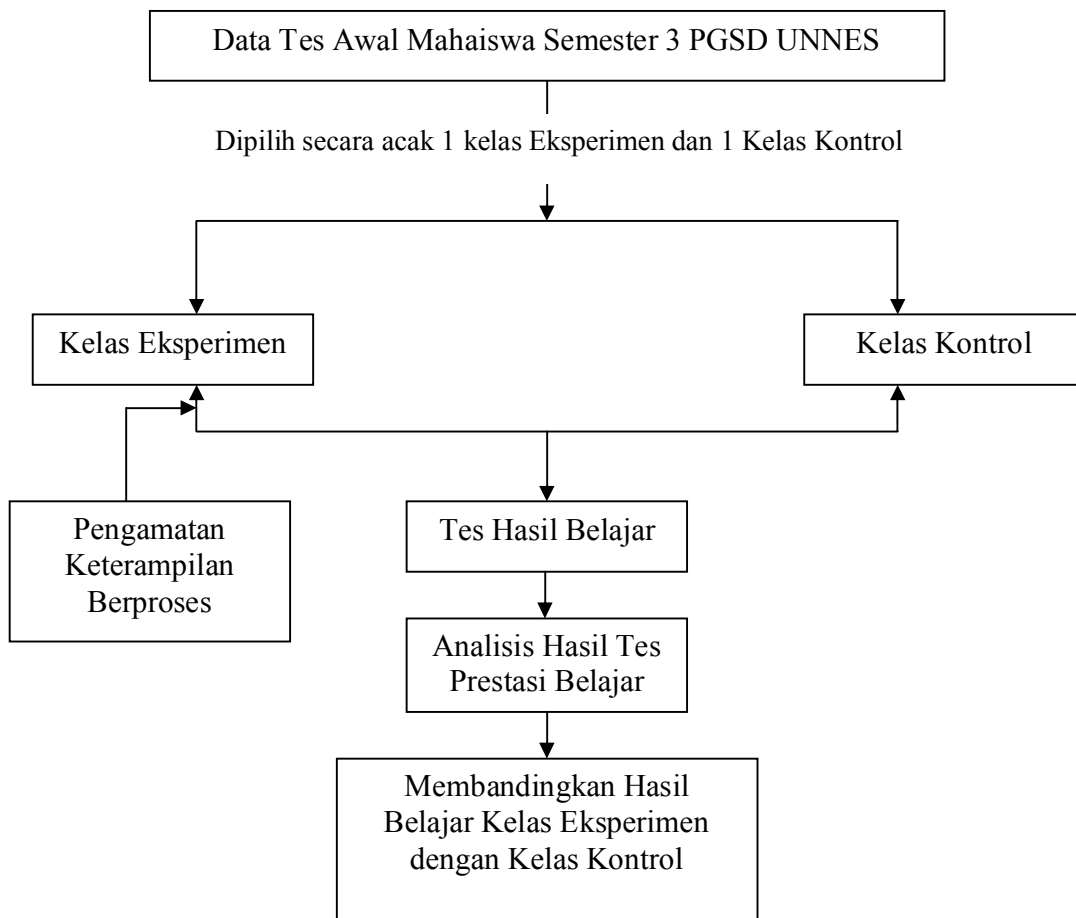 Data Tes Awal Mahaiswa Semester 3 PGSD UNNES
Dipilih secara acak 1 kelas Eksperimen dan 1 Kelas Kontrol
Kelas Eksperimen
Kelas Kontrol
Pengamatan
Keterampilan
Berproses
Tes Hasil Belajar
Analisis Hasil Tes
Prestasi Belajar
Membandingkan Hasil
Belajar Kelas Eksperimen
dengan Kelas Kontrol